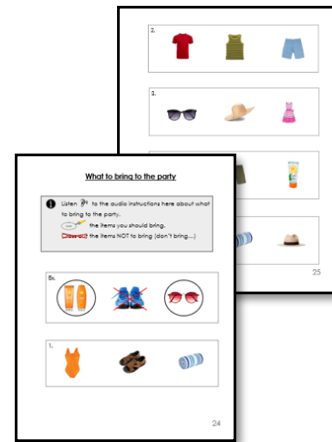 What to bring to the party
Listen to the audio instructions here about what
to bring to the party.
the items you should bring.
the items NOT to bring (don't bring...)
Ex.
1.
24
2.
3.
25